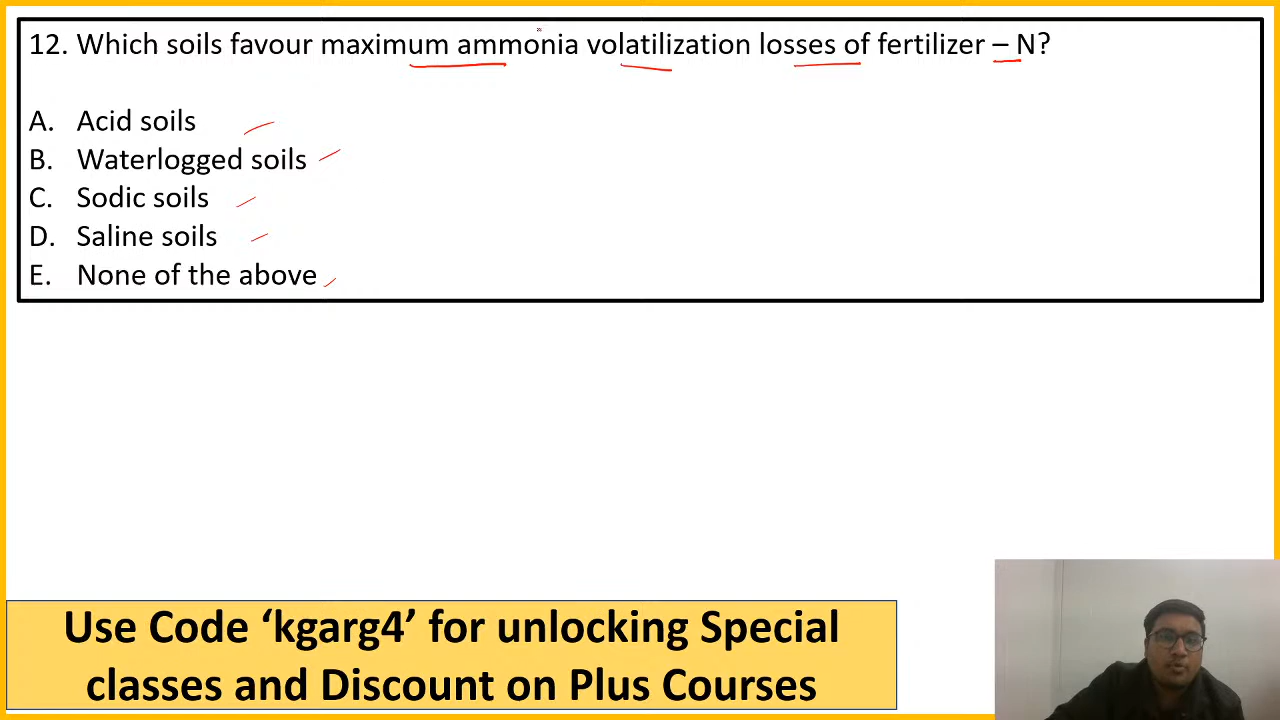 12. Which soils favour maximum ammonia volatilization losses of fertilizer – N?
A. Acid soils
B. Waterlogged soils
C. Sodic soils
D. Saline soils
E. None of the above
Use Code ‘kgarg4’ for unlocking Special
classes and Discount on Plus Courses